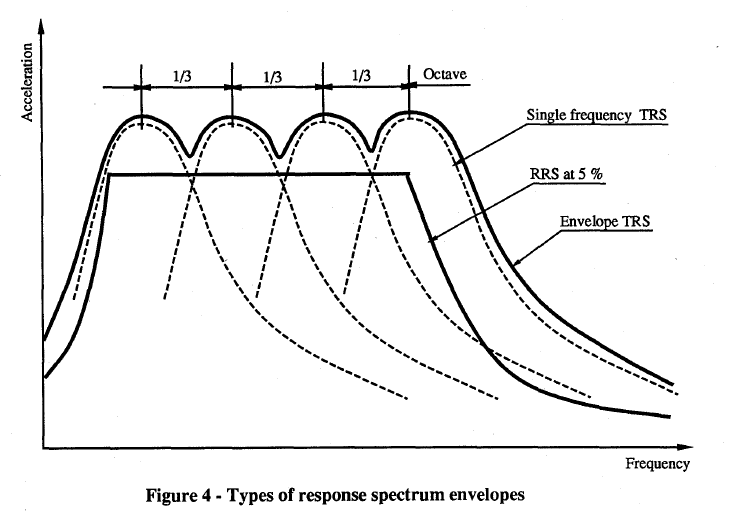 1/3
1/3
1/3
Octave
Acceleration
Single frequency TRS
RRS at 5 %
Envelope TRS
Frequency
Figure 4 - Types of response spectrum envelopes